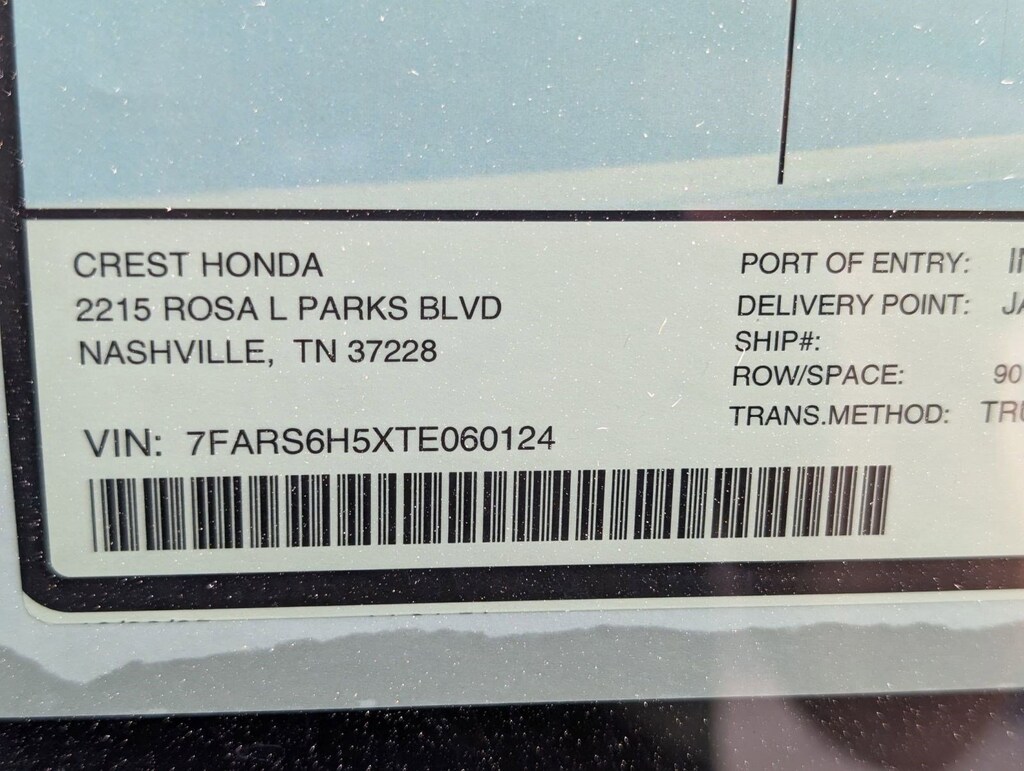 CREST HONDA
2215 ROSA L PARKS BLVD
NASHVILLE, TN 37228
VIN: 7FARS6H5XTE060124
PORT OF ENTRY:
DELIVERY POINT:
SHIP#:
ROW/SPACE: 90
TRANS.METHOD: